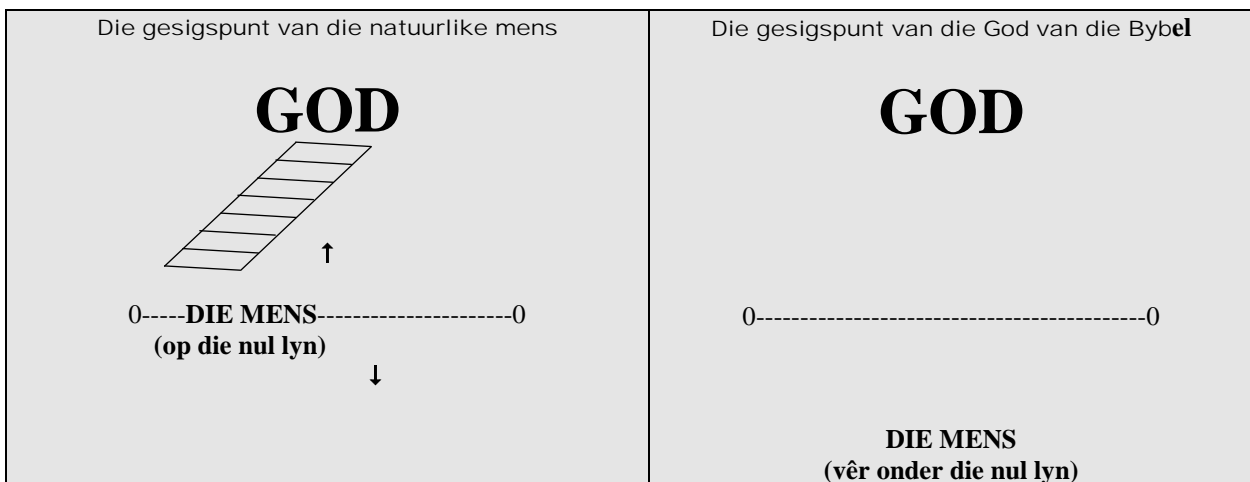 Die gesigspunt van die natuurlike mens
GOD
↑
0-----DIE MENS----------------------0
(op die nul lyn)
↓
Die gesigspunt van die God van die Bybel
GOD
0--------------------------------------------0
DIE MENS
(vêr onder die nul lyn)